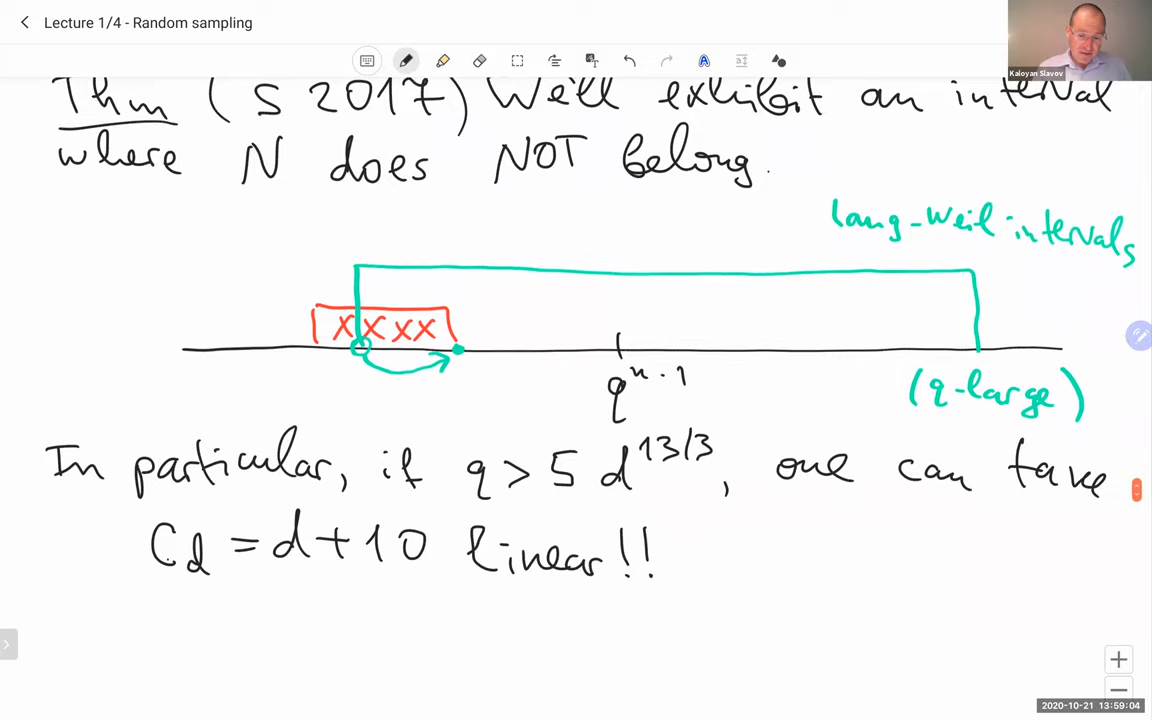 Lecture 1/4 - Random sampling
Kaloyan Slavov
Thm (S 2017) We'll exhibit an interval
where N does NOT belong.
Lang-Weil intervals
x x x x
q^{n-1}
(q-large)
In particular, if q > 5 d^{13/3}, one can take
C_d = d+10 linear!!
2020-10-21 13:59:04